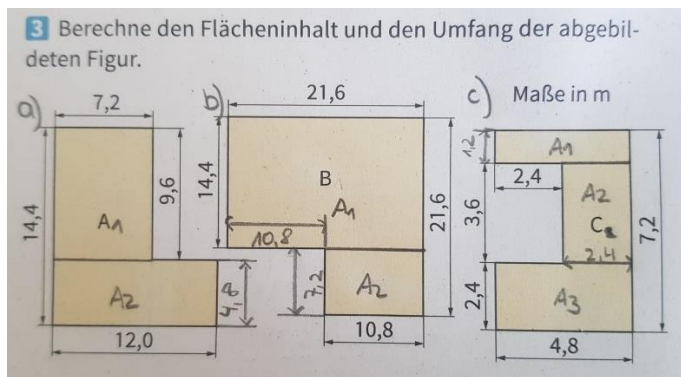 3 Berechne den Flächeninhalt und den Umfang der abgebil-
deten Figur.
a)
7,2
14,4
9,6
A1
A2
4,8
12,0
b)
21,6
14,4
B
A1
10,8
21,6
7,2
A2
10,8
c) Maße in m
1,2
A1
2,4
A2
3,6
C
2,4
7,2
2,4
A3
4,8